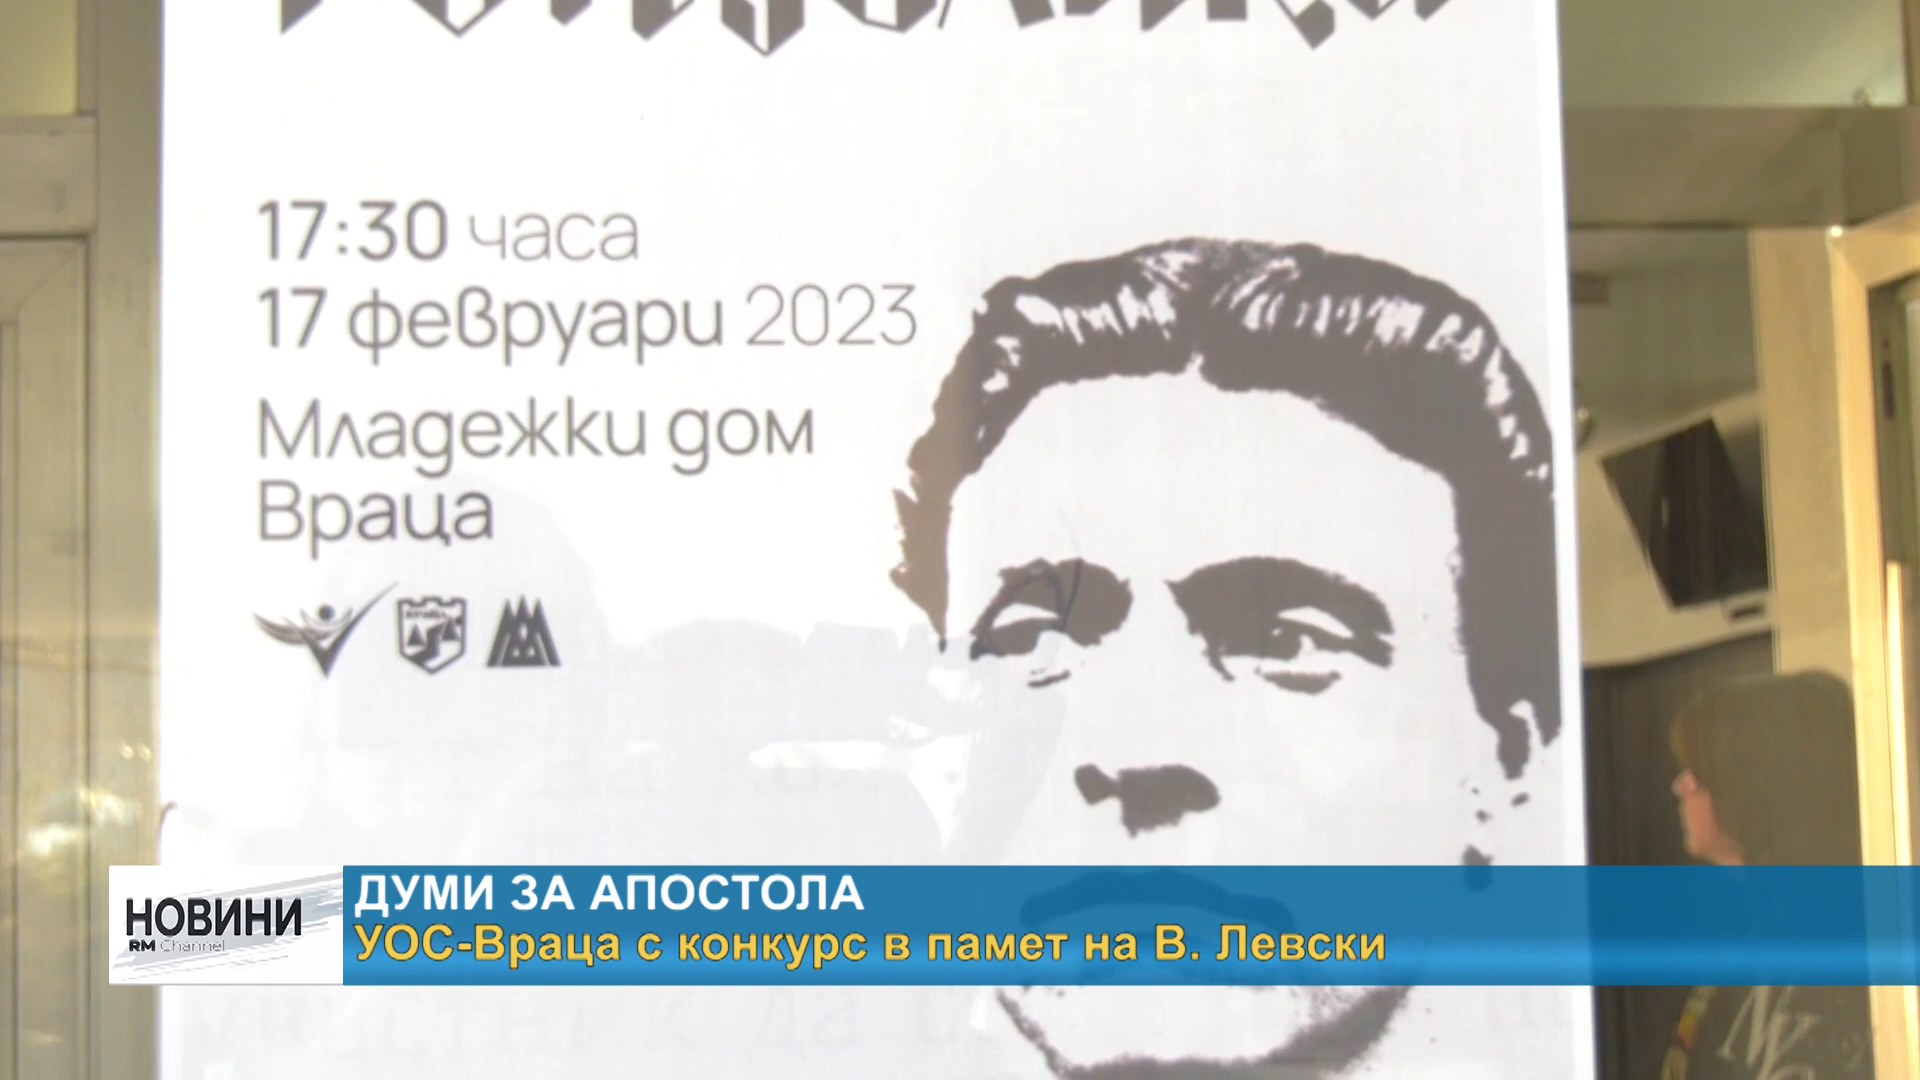 17:30 часа
17 февруари 2023
Младежки дом
Враца
НОВИНИ
RM Channel
ДУМИ ЗА АПОСТОЛА
УОС-Враца с конкурс в памет на В. Левски